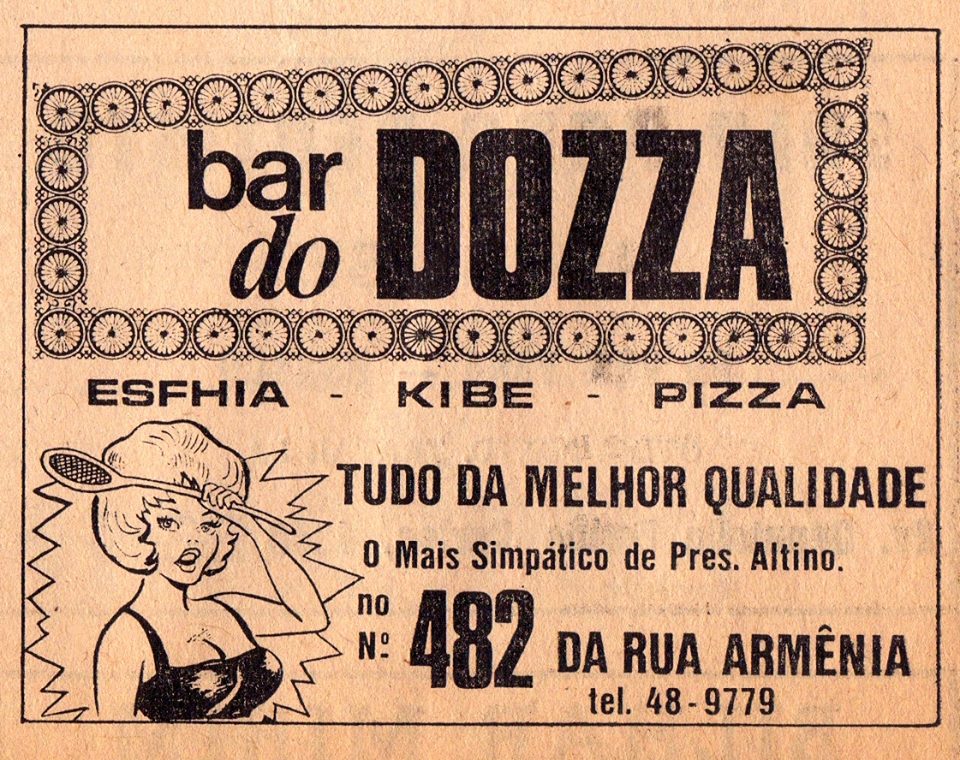 bar
do DOZZA
ESFHIA - KIBE - PIZZA
TUDO DA MELHOR QUALIDADE
O Mais Simpático de Pres. Altino.
no
Nº 482 DA RUA ARMÊNIA
tel. 48-9779